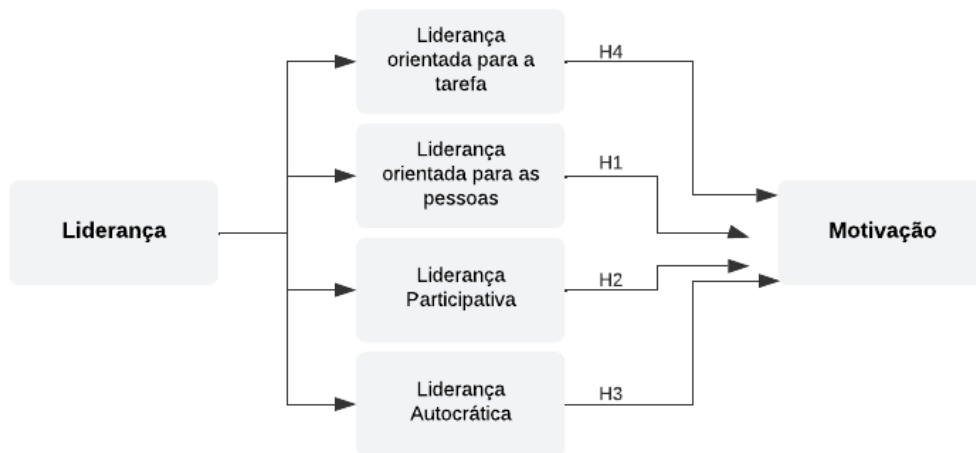 Liderança
Liderança
orientada para a
tarefa
H4
Liderança
orientada para as
pessoas
H1
Liderança
Participativa
H2
Liderança
Autocrática
H3
Motivação